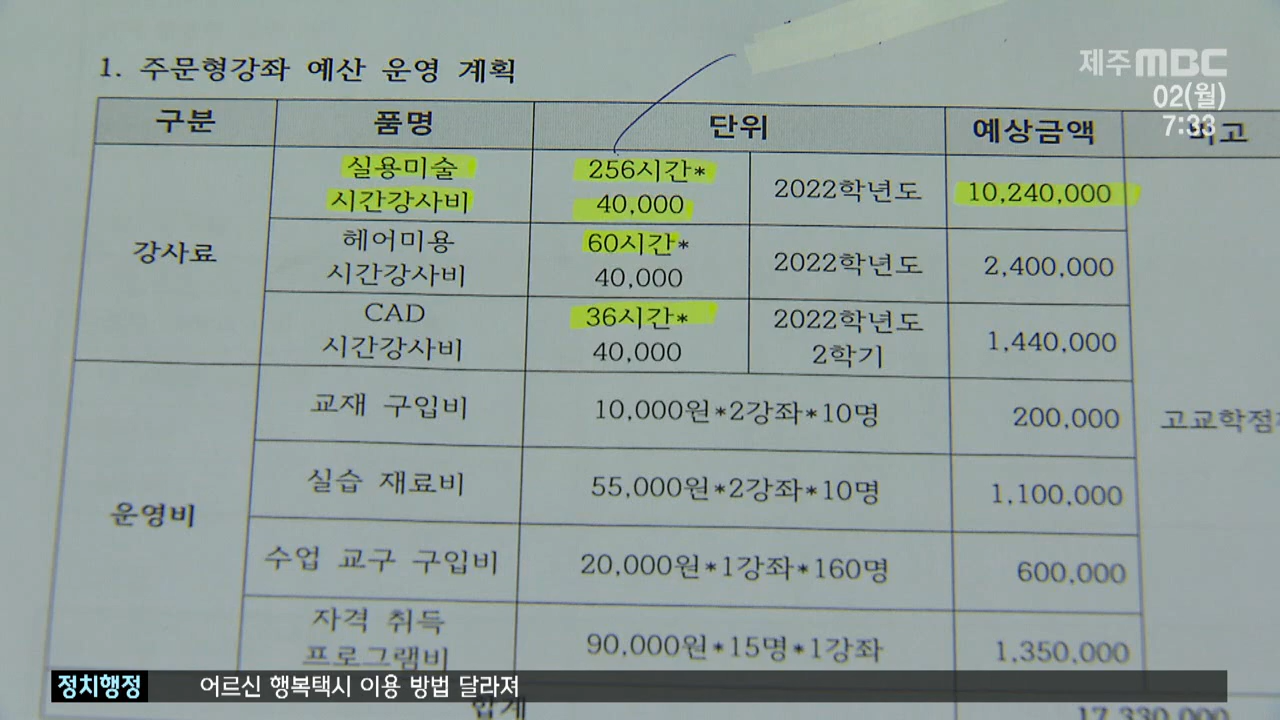 제주MBC
02(월)
7:33
1. 주문형강좌 예산 운영 계획
구분 품명 단위 예상금액 비고
강사료
실용미술 시간강사비 256시간* 40,000 2022학년도 10,240,000
헤어미용 시간강사비 60시간* 40,000 2022학년도 2,400,000
CAD 시간강사비 36시간* 40,000 2022학년도 2학기 1,440,000
운영비
교재 구입비 10,000원*2강좌*10명 200,000 고교학점
실습 재료비 55,000원*2강좌*10명 1,100,000
수업 교구 구입비 20,000원*1강좌*160명 600,000
자격 취득 프로그램비 90,000원*15명*1강좌 1,350,000
합계 17,330,000
정치행정 어르신 행복택시 이용 방법 달라져